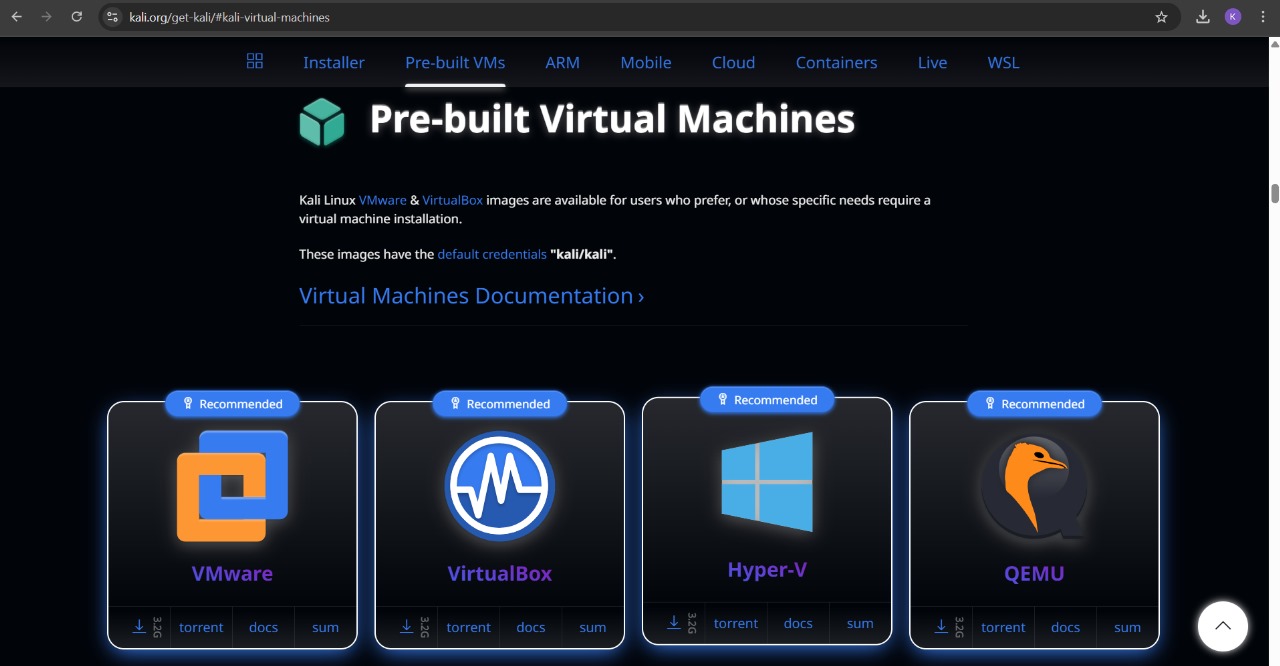 kali.org/get-kali/#kali-virtual-machines
K
Installer Pre-built VMs ARM Mobile Cloud Containers Live WSL
Pre-built Virtual Machines
Kali Linux VMware & VirtualBox images are available for users who prefer, or whose specific needs require a
virtual machine installation.
These images have the default credentials "kali/kali".
Virtual Machines Documentation ›
Recommended Recommended Recommended Recommended
VMware VirtualBox Hyper-V QEMU
3.2G torrent docs sum 3.2G torrent docs sum 3.2G torrent docs sum 3.2G torrent docs sum